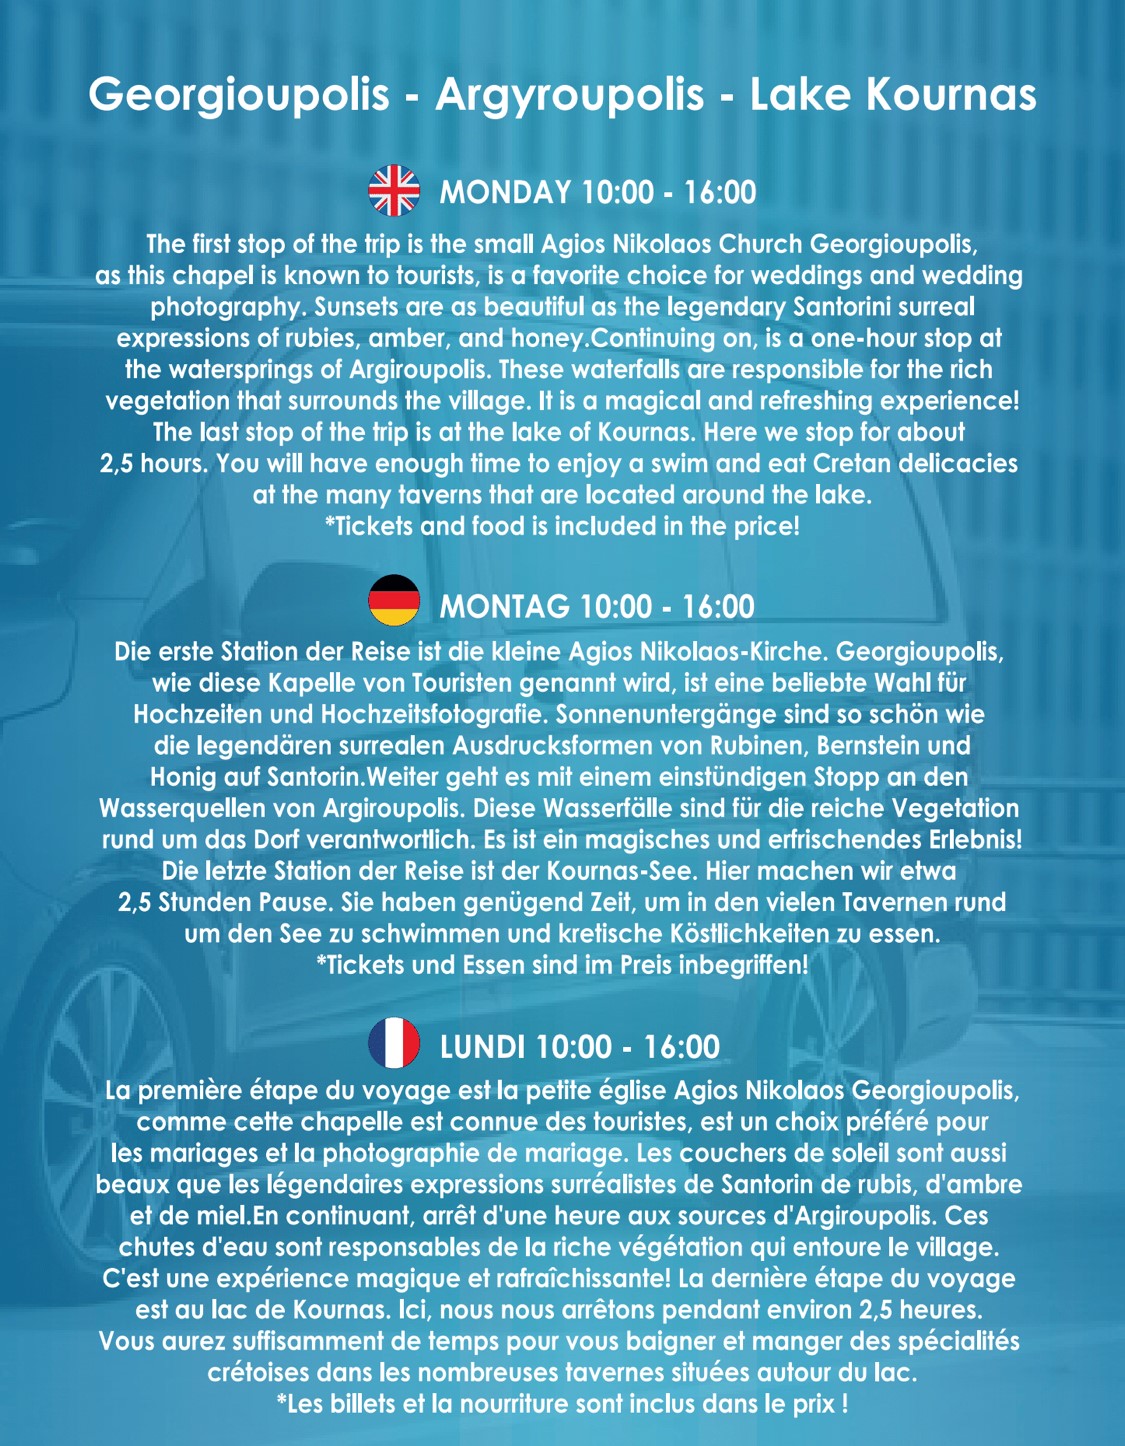 Georgioupolis - Argyroupolis - Lake Kournas
MONDAY 10:00 - 16:00
The first stop of the trip is the small Agios Nikolaos Church Georgioupolis,
as this chapel is known to tourists, is a favorite choice for weddings and wedding
photography. Sunsets are as beautiful as the legendary Santorini surreal
expressions of rubies, amber, and honey.Continuing on, is a one-hour stop at
the watersprings of Argiroupolis. These waterfalls are responsible for the rich
vegetation that surrounds the village. It is a magical and refreshing experience!
The last stop of the trip is at the lake of Kournas. Here we stop for about
2,5 hours. You will have enough time to enjoy a swim and eat Cretan delicacies
at the many taverns that are located around the lake.
*Tickets and food is included in the price!
MONTAG 10:00 - 16:00
Die erste Station der Reise ist die kleine Agios Nikolaos-Kirche. Georgioupolis,
wie diese Kapelle von Touristen genannt wird, ist eine beliebte Wahl für
Hochzeiten und Hochzeitsfotografie. Sonnenuntergänge sind so schön wie
die legendären surrealen Ausdrucksformen von Rubinen, Bernstein und
Honig auf Santorin.Weiter geht es mit einem einstündigen Stopp an den
Wasserquellen von Argiroupolis. Diese Wasserfälle sind für die reiche Vegetation
rund um das Dorf verantwortlich. Es ist ein magisches und erfrischendes Erlebnis!
Die letzte Station der Reise ist der Kournas-See. Hier machen wir etwa
2,5 Stunden Pause. Sie haben genügend Zeit, um in den vielen Tavernen rund
um den See zu schwimmen und kretische Köstlichkeiten zu essen.
*Tickets und Essen sind im Preis inbegriffen!
LUNDI 10:00 - 16:00
La première étape du voyage est la petite église Agios Nikolaos Georgioupolis,
comme cette chapelle est connue des touristes, est un choix préféré pour
les mariages et la photographie de mariage. Les couchers de soleil sont aussi
beaux que les légendaires expressions surréalistes de Santorin de rubis, d'ambre
et de miel.En continuant, arrêt d'une heure aux sources d'Argiroupolis. Ces
chutes d'eau sont responsables de la riche végétation qui entoure le village.
C'est une expérience magique et rafraîchissante! La dernière étape du voyage
est au lac de Kournas. Ici, nous nous arrêtons pendant environ 2,5 heures.
Vous aurez suffisamment de temps pour vous baigner et manger des spécialités
crétoises dans les nombreuses tavernes situées autour du lac.
*Les billets et la nourriture sont inclus dans le prix !